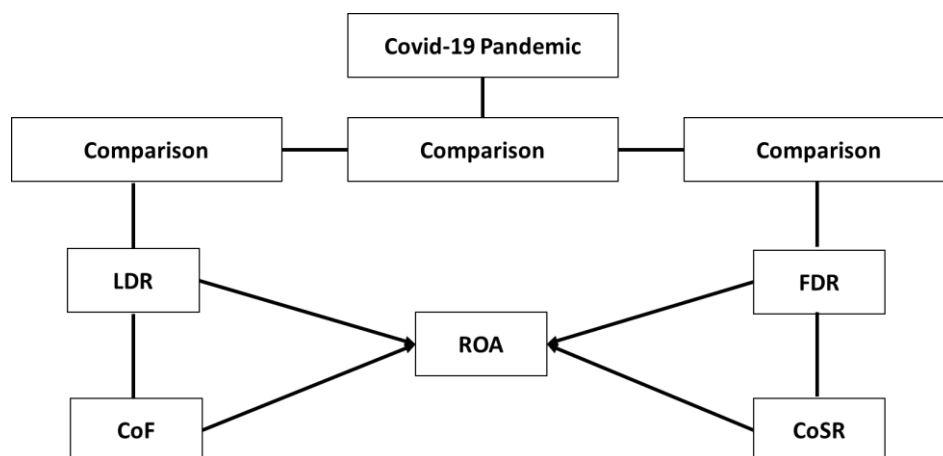 Covid-19 Pandemic
Comparison
Comparison
Comparison
LDR
FDR
ROA
CoF
CoSR